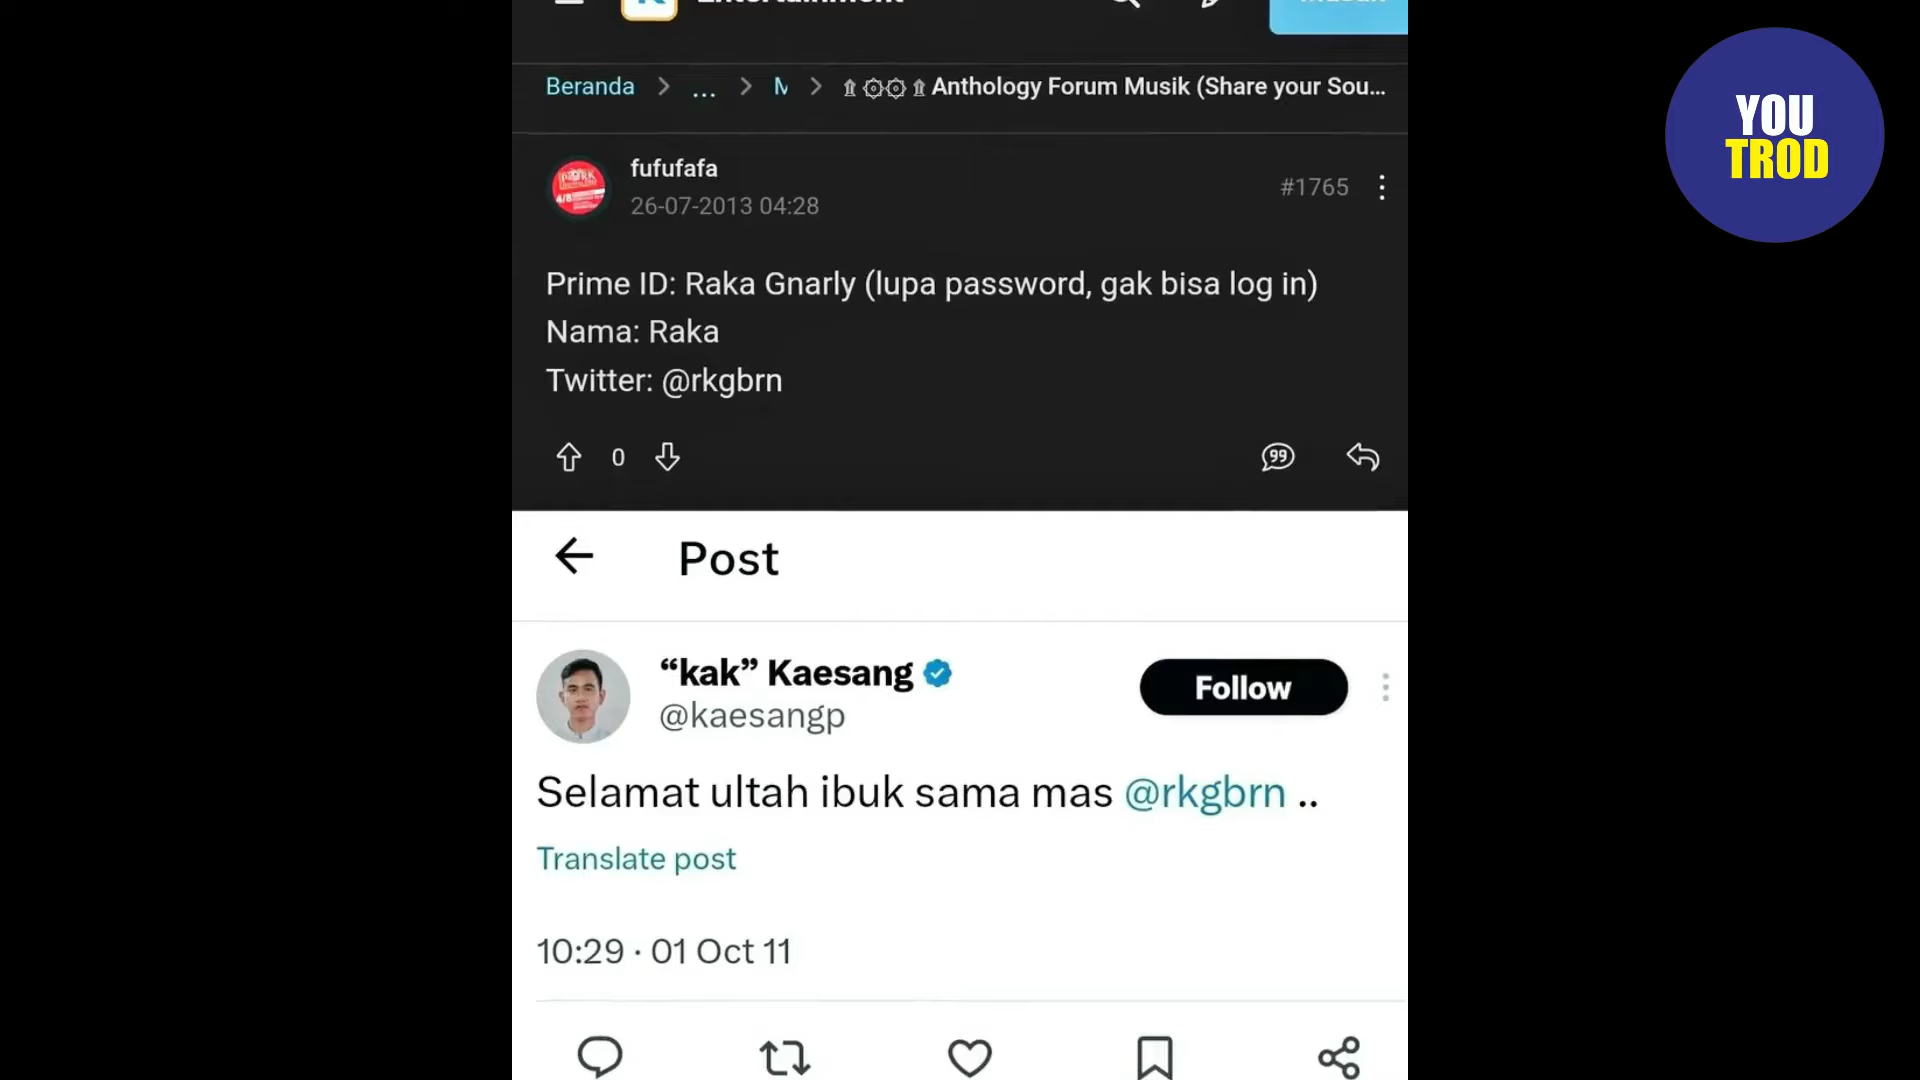 Beranda > ... > M > Anthology Forum Musik (Share your Sou...
fufufafa
26-07-2013 04:28
#1765
Prime ID: Raka Gnarly (lupa password, gak bisa log in)
Nama: Raka
Twitter: @rkgbrn
0
99
Post
“kak” Kaesang
@kaesangp
Follow
Selamat ultah ibuk sama mas @rkgbrn ..
Translate post
10:29 · 01 Oct 11
YOU
TROD